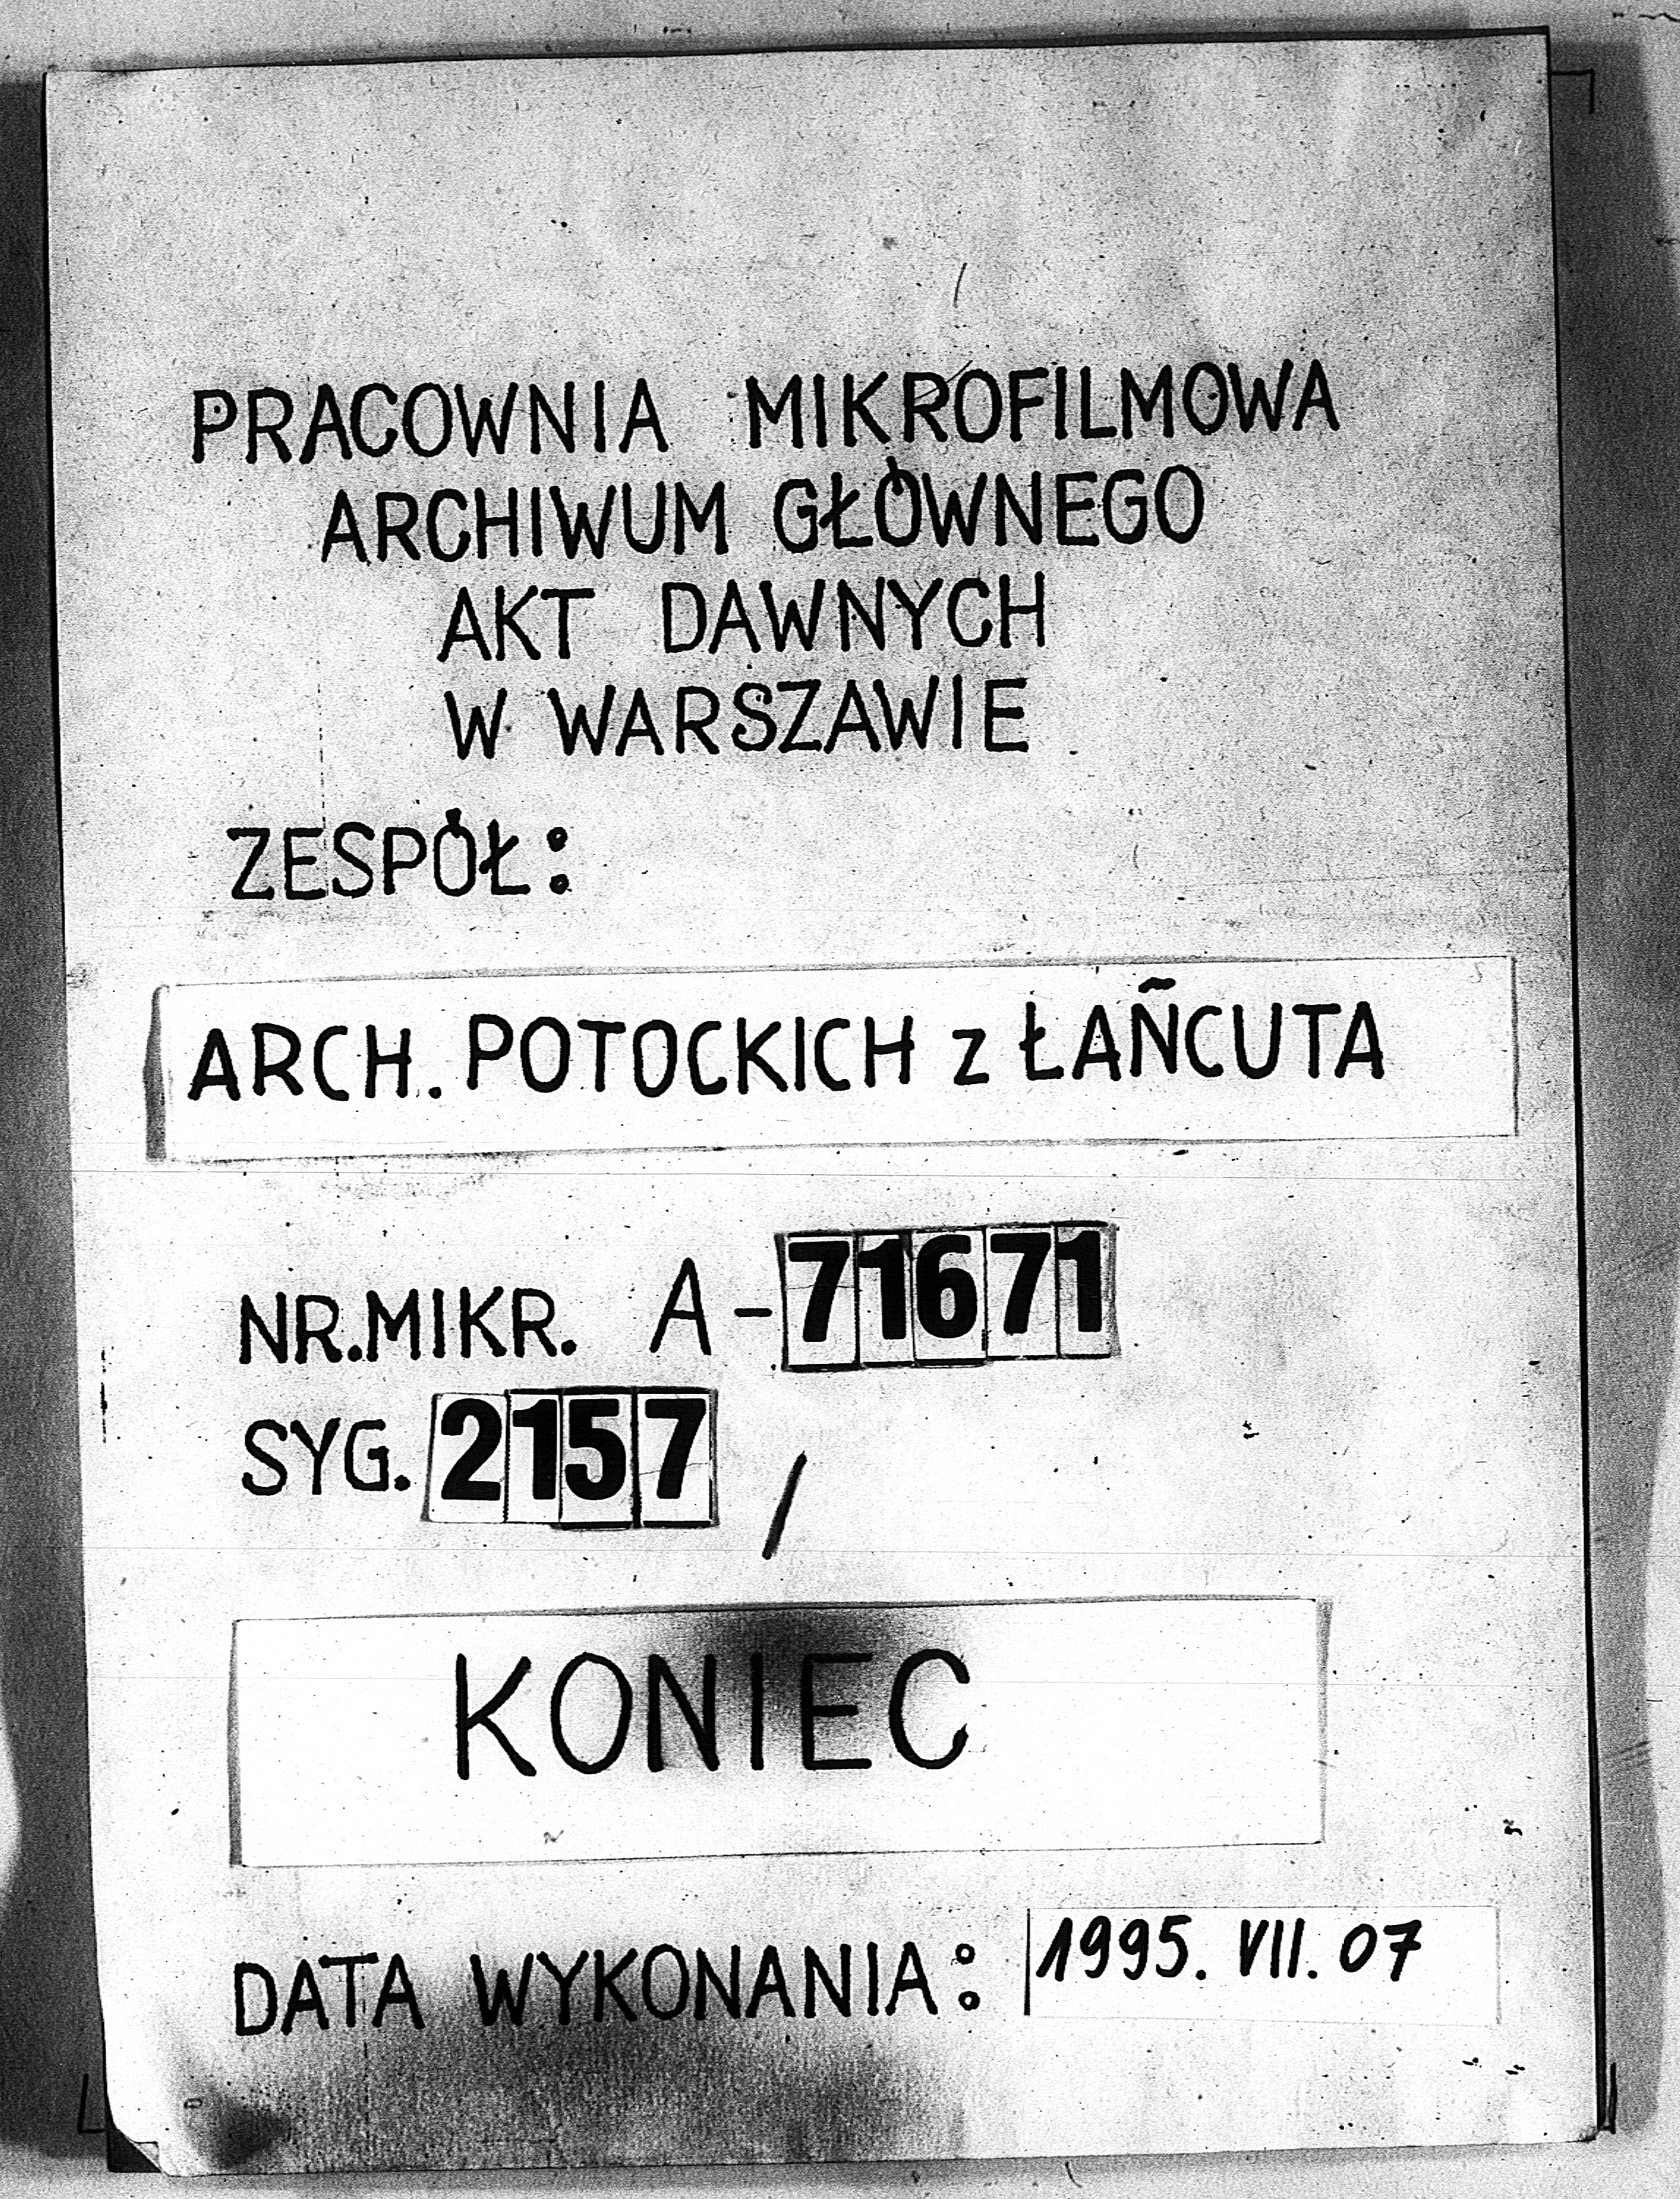 PRACOWNIA MIKROFILMOWA
ARCHIWUM GŁÓWNEGO
AKT DAWNYCH
W WARSZAWIE
ZESPÓŁ:
ARCH. POTOCKICH z ŁAŃCUTA
NR.MIKR. A-71671
SYG. 2157 /
KONIEC
DATA WYKONANIA: 1995. VII. 07